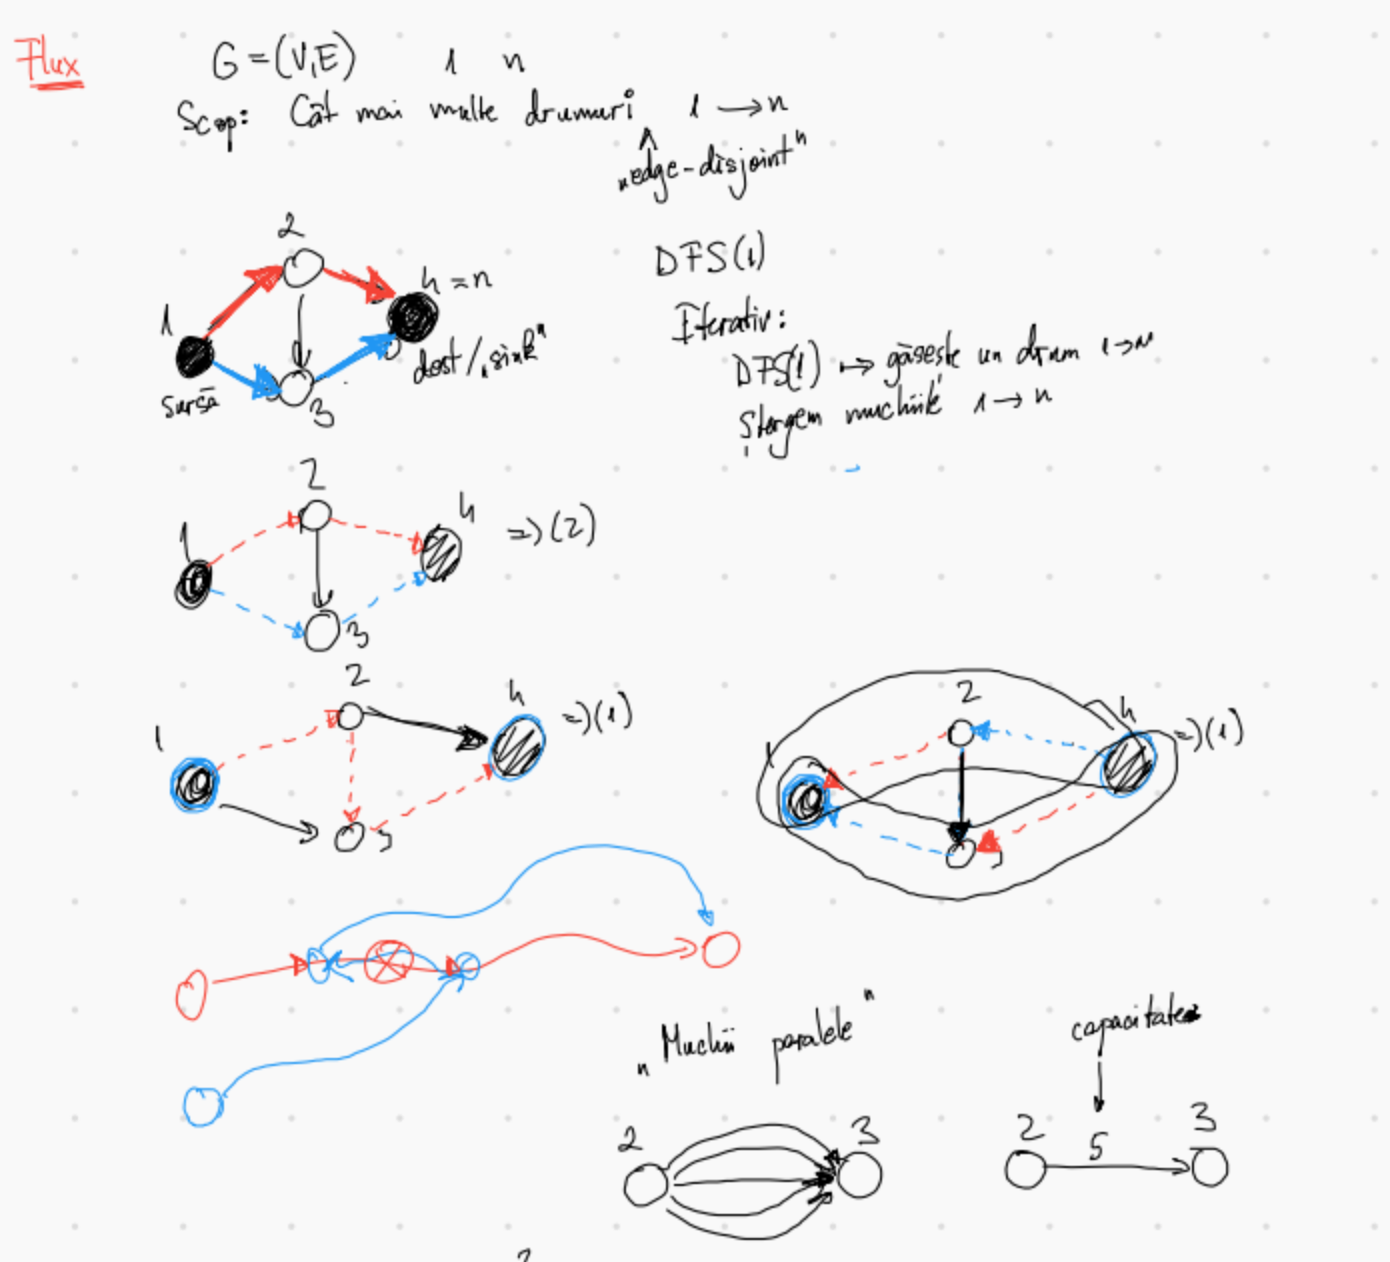 Flux
G = (V,E) 1 n
Scop: Cât mai multe drumuri 1 → n
„edge-disjoint"
DFS(1)
Iterativ:
DFS(1) ↦ găsește un drum 1→n
Ștergem muchiile 1 → n
2
1
4 = n
sursă
3
dest / „sink"
2
1
4
=> (2)
3
2
1
4
=> (1)
3
2
1
4
=> (1)
3
„Muchii paralele"
capacitate
2
3
2
5
3